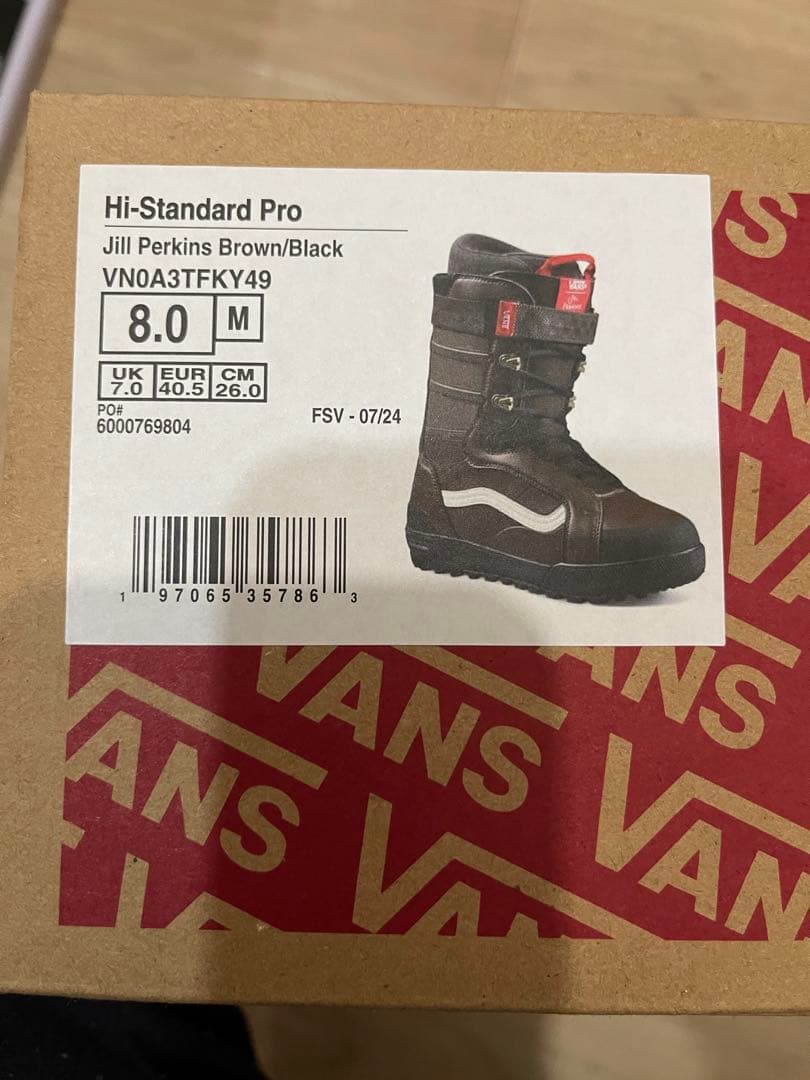 Hi-Standard Pro
Jill Perkins Brown/Black
VN0A3TFKY49
8.0 M
UK EUR CM
7.0 40.5 26.0
PO#
6000769804
FSV - 07/24
1 97065 35786 3
VANS
VANS
VANS
VANS
VANS